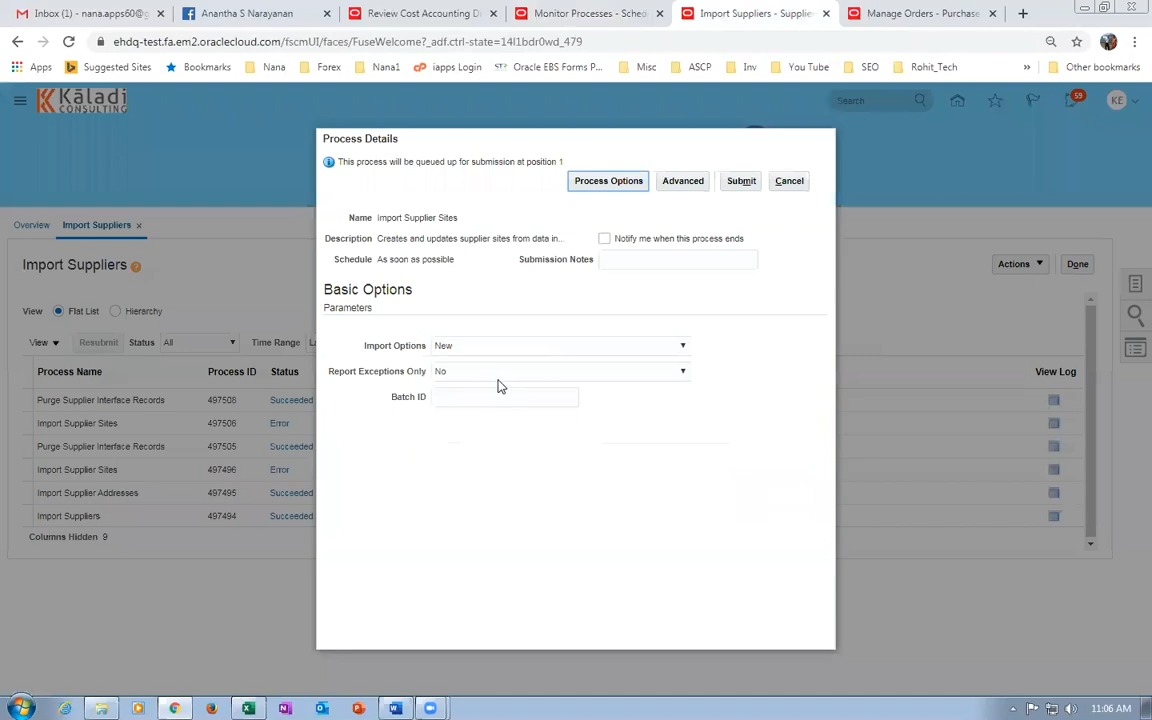 Inbox (1) - nana.apps60@g
Anantha S Narayanan
Review Cost Accounting Di
Monitor Processes - Sched
Import Suppliers - Supplier
Manage Orders - Purchase
ehdq-test.fa.em2.oraclecloud.com/fscmUI/faces/FuseWelcome?_adf.ctrl-state=14l1bdr0wd_479
Apps
Suggested Sites
Bookmarks
Nana
Forex
Nana1
iapps Login
Oracle EBS Forms P...
Misc
ASCP
Inv
You Tube
SEO
Rohit_Tech
»
Other bookmarks
Kāladi
CONSULTING
Search
59
KE
Process Details
This process will be queued up for submission at position 1
Process Options
Advanced
Submit
Cancel
Name Import Supplier Sites
Description Creates and updates supplier sites from data in...
Notify me when this process ends
Schedule As soon as possible
Submission Notes
Basic Options
Parameters
Import Options New
Report Exceptions Only No
Batch ID
Overview
Import Suppliers
Import Suppliers
Actions
Done
View Flat List Hierarchy
View
Resubmit
Status All
Time Range
Process Name Process ID Status View Log
Purge Supplier Interface Records 497508 Succeeded
Import Supplier Sites 497506 Error
Purge Supplier Interface Records 497505 Succeeded
Import Supplier Sites 497496 Error
Import Supplier Addresses 497495 Succeeded
Import Suppliers 497494 Succeeded
Columns Hidden 9
11:06 AM